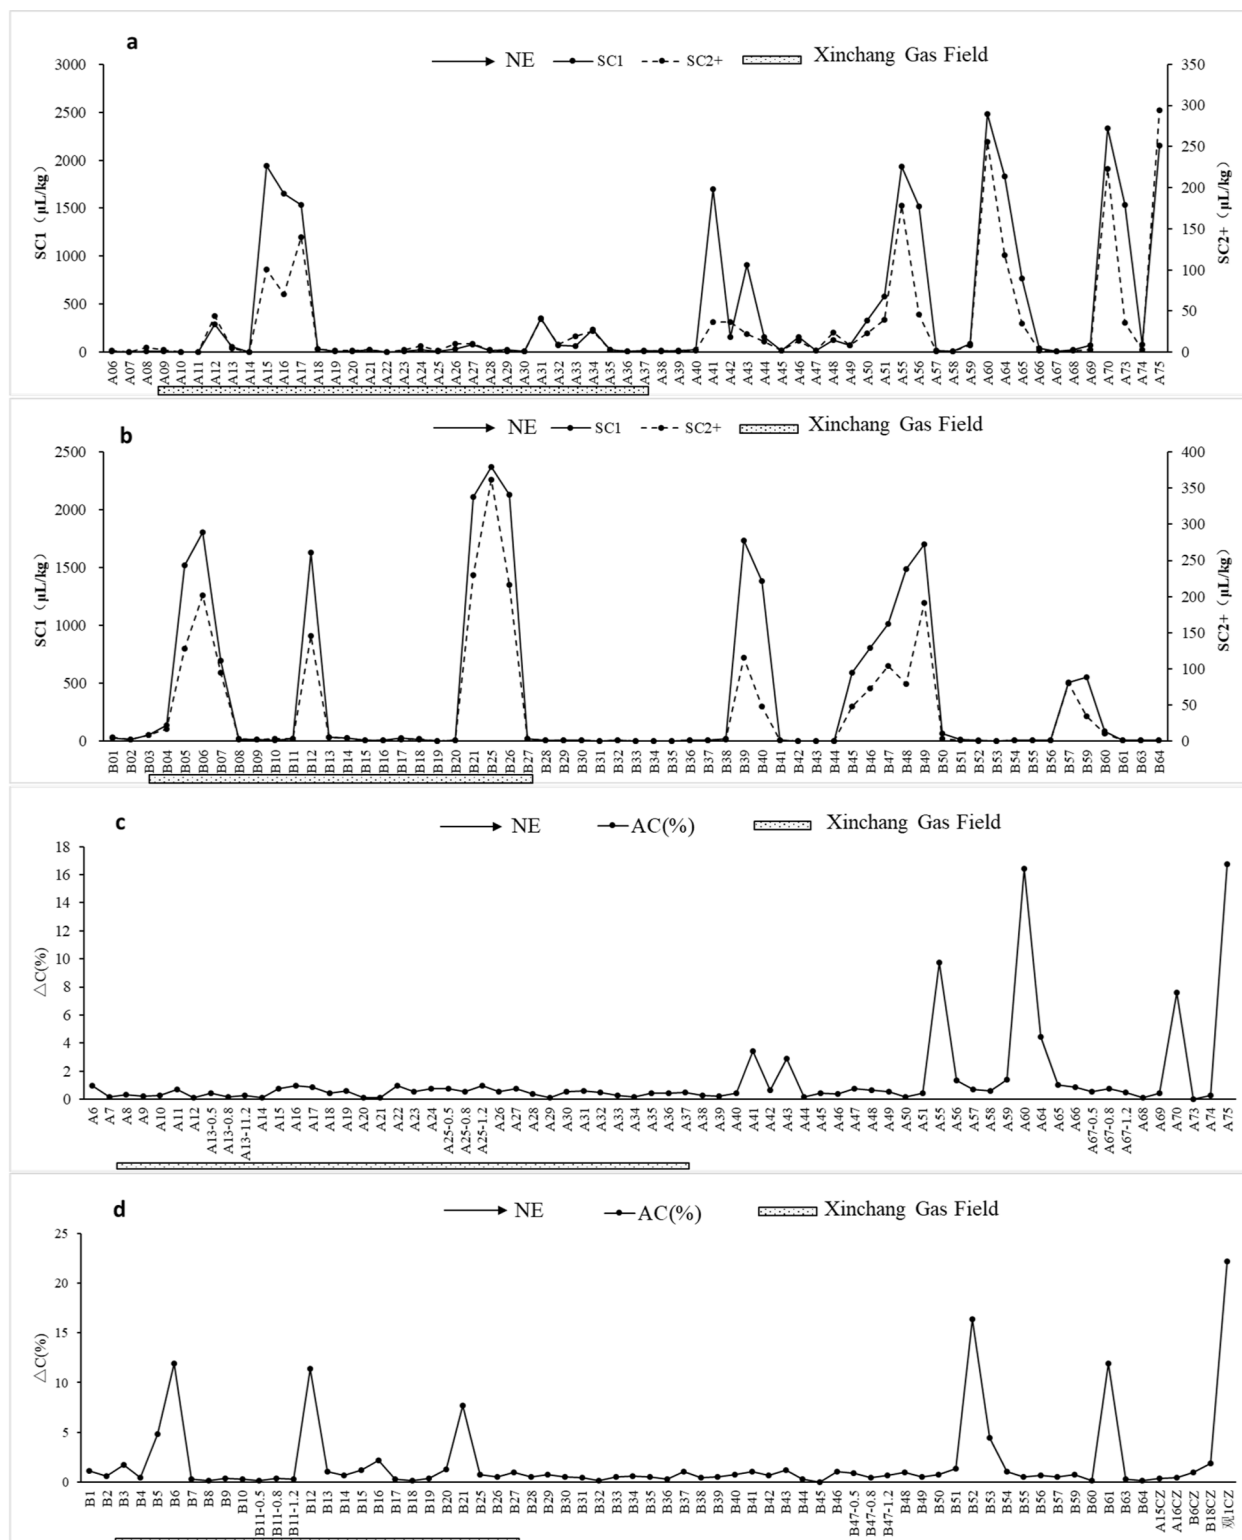 a
NE SC1 SC2+ Xinchang Gas Field
3000
2500
2000
1500
1000
500
0
SC1 (μL/kg)
350
300
250
200
150
100
50
0
SC2+ (μL/kg)
A06 A07 A08 A09 A10 A11 A12 A13 A14 A15 A16 A17 A18 A19 A20 A21 A22 A23 A24 A25 A26 A27 A28 A29 A30 A31 A32 A33 A34 A35 A36 A37 A38 A39 A40 A41 A42 A43 A44 A45 A46 A47 A48 A49 A50 A51 A55 A56 A57 A58 A59 A60 A64 A65 A66 A67 A68 A69 A70 A73 A74 A75
b
NE SC1 SC2+ Xinchang Gas Field
2500
2000
1500
1000
500
0
SC1 (μL/kg)
400
350
300
250
200
150
100
50
0
SC2+ (μL/kg)
B01 B02 B03 B04 B05 B06 B07 B08 B09 B10 B11 B12 B13 B14 B15 B16 B17 B18 B19 B20 B21 B25 B26 B27 B28 B29 B30 B31 B32 B33 B34 B35 B36 B37 B38 B39 B40 B41 B42 B43 B44 B45 B46 B47 B48 B49 B50 B51 B52 B53 B54 B55 B56 B57 B59 B60 B61 B63 B64
c
NE AC(%) Xinchang Gas Field
18
16
14
12
10
8
6
4
2
0
△C(%)
A6 A7 A8 A9 A10 A11 A12 A13-0.5 A13-0.8 A13-11.2 A14 A15 A16 A17 A18 A19 A20 A21 A22 A23 A24 A25-0.5 A25-0.8 A25-1.2 A26 A27 A28 A29 A30 A31 A32 A33 A34 A35 A36 A37 A38 A39 A40 A41 A42 A43 A44 A45 A46 A47 A48 A49 A50 A51 A55 A56 A57 A58 A59 A60 A64 A65 A66 A67-0.5 A67-0.8 A67-1.2 A68 A69 A70 A73 A74 A75
d
NE AC(%) Xinchang Gas Field
25
20
15
10
5
0
△C(%)
B1 B2 B3 B4 B5 B6 B7 B8 B9 B10 B11-0.5 B11-0.8 B11-1.2 B12 B13 B14 B15 B16 B17 B18 B19 B20 B21 B25 B26 B27 B28 B29 B30 B31 B32 B33 B34 B35 B36 B37 B38 B39 B40 B41 B42 B43 B44 B45 B46 B47-0.5 B47-0.8 B47-1.2 B48 B49 B50 B51 B52 B53 B54 B55 B56 B57 B59 B60 B61 B63 B64 A15CZ A16CZ B6CZ B18CZ 观1CZ